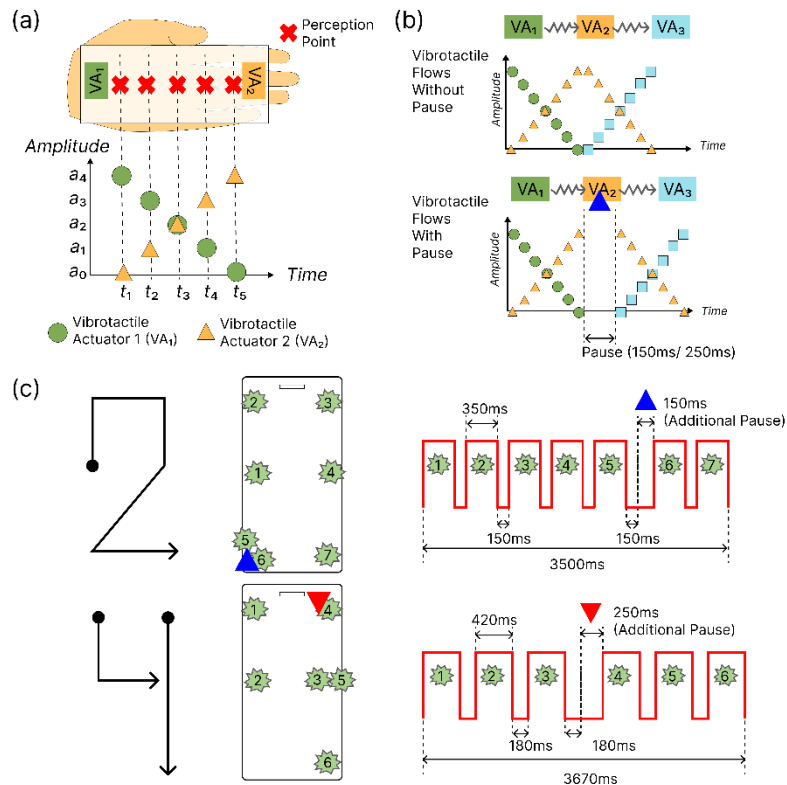 (a)
Perception
Point
VA₁
VA₂
Amplitude
a₄
a₃
a₂
a₁
a₀
Time
t₁ t₂ t₃ t₄ t₅
Vibrotactile
Actuator 1 (VA₁)
Vibrotactile
Actuator 2 (VA₂)
(b)
VA₁ VA₂ VA₃
Vibrotactile
Flows
Without
Pause
Amplitude
Time
VA₁ VA₂ VA₃
Vibrotactile
Flows
With
Pause
Amplitude
Time
Pause (150ms/ 250ms)
(c)
2 3
1 4
5
6 7
350ms
150ms
(Additional Pause)
1 2 3 4 5 6 7
150ms 150ms
3500ms
1 4
2 3 5
6
420ms
250ms
(Additional Pause)
1 2 3 4 5 6
180ms 180ms
3670ms